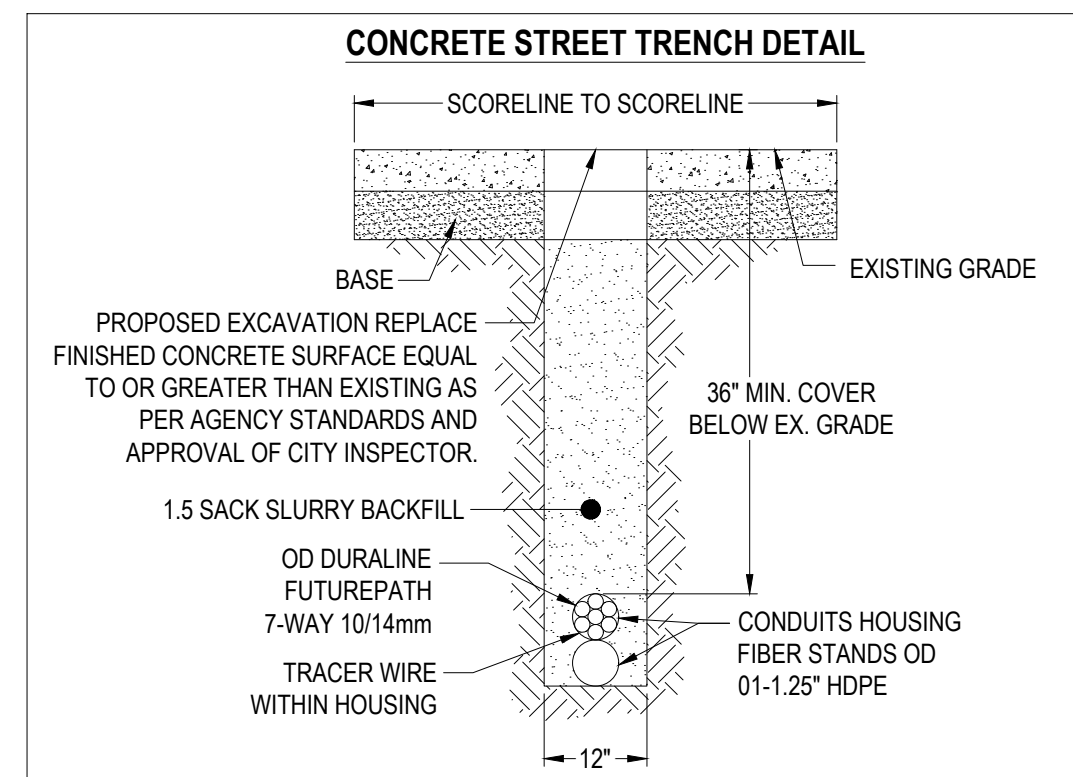 CONCRETE STREET TRENCH DETAIL
SCORELINE TO SCORELINE
BASE
EXISTING GRADE
PROPOSED EXCAVATION REPLACE
FINISHED CONCRETE SURFACE EQUAL
TO OR GREATER THAN EXISTING AS
PER AGENCY STANDARDS AND
APPROVAL OF CITY INSPECTOR.
36" MIN. COVER
BELOW EX. GRADE
1.5 SACK SLURRY BACKFILL
OD DURALINE
FUTUREPATH
7-WAY 10/14mm
TRACER WIRE
WITHIN HOUSING
CONDUITS HOUSING
FIBER STANDS OD
01-1.25" HDPE
12"